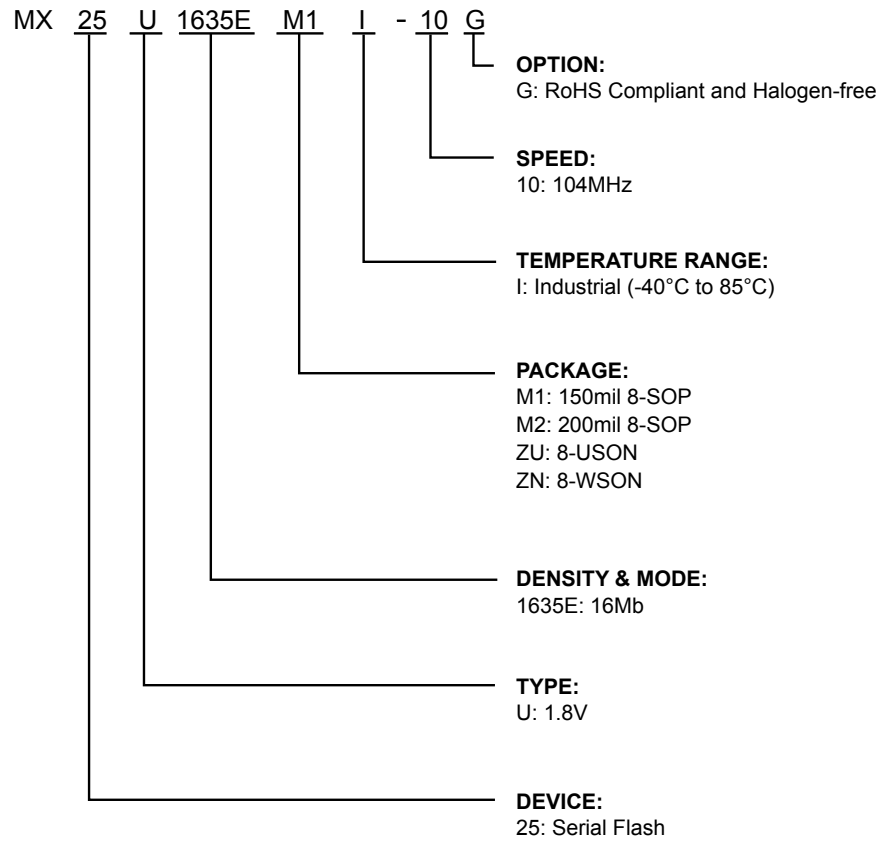 MX 25 U 1635E M1 I - 10 G
OPTION:
G: RoHS Compliant and Halogen-free
SPEED:
10: 104MHz
TEMPERATURE RANGE:
I: Industrial (-40°C to 85°C)
PACKAGE:
M1: 150mil 8-SOP
M2: 200mil 8-SOP
ZU: 8-USON
ZN: 8-WSON
DENSITY & MODE:
1635E: 16Mb
TYPE:
U: 1.8V
DEVICE:
25: Serial Flash